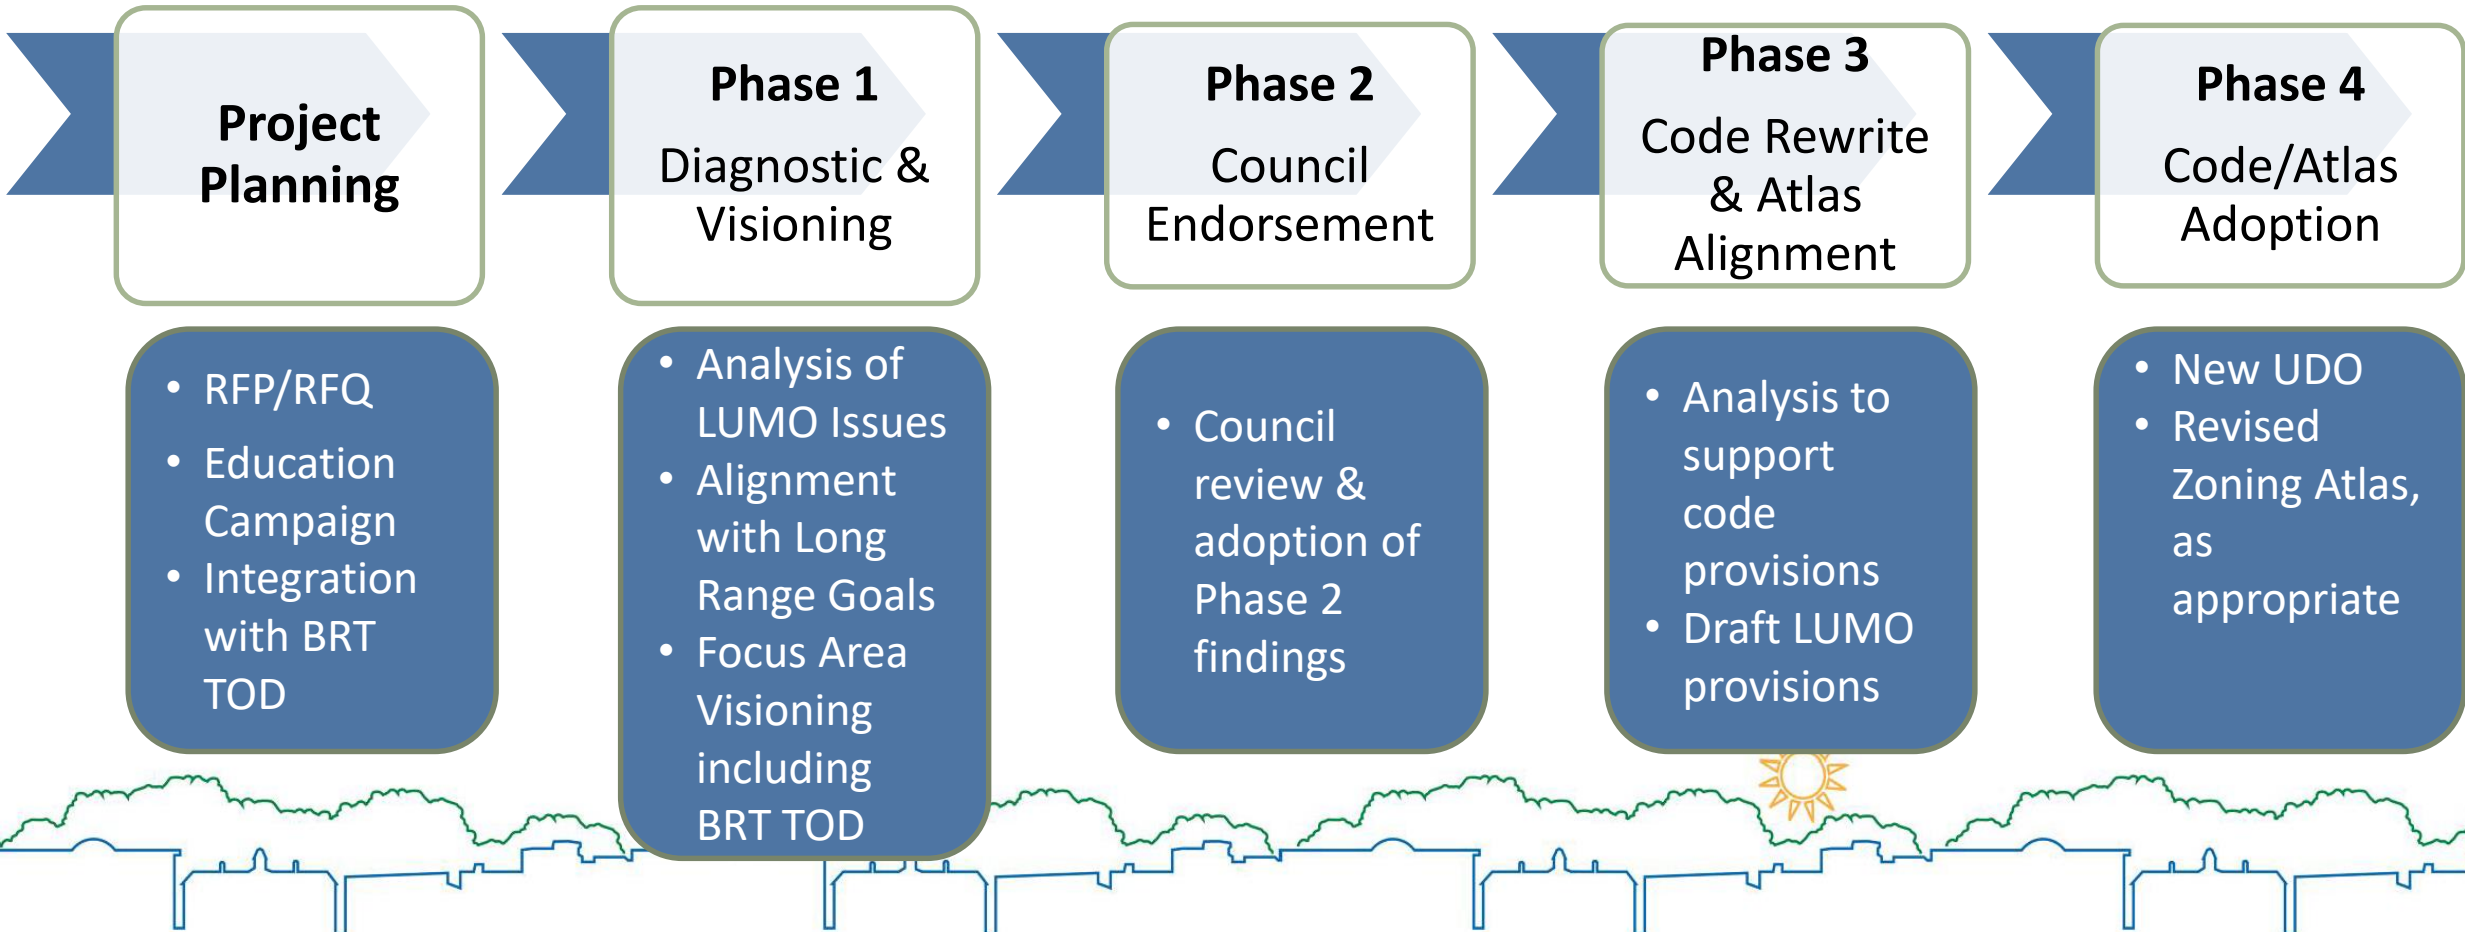 Project
Planning
• RFP/RFQ
• Education
Campaign
• Integration
with BRT
TOD
Phase 1
Diagnostic &
Visioning
• Analysis of
LUMO Issues
• Alignment
with Long
Range Goals
• Focus Area
Visioning
including
BRT TOD
Phase 2
Council
Endorsement
• Council
review &
adoption of
Phase 2
findings
Phase 3
Code Rewrite
& Atlas
Alignment
• Analysis to
support
code
provisions
• Draft LUMO
provisions
Phase 4
Code/Atlas
Adoption
• New UDO
• Revised
Zoning Atlas,
as
appropriate